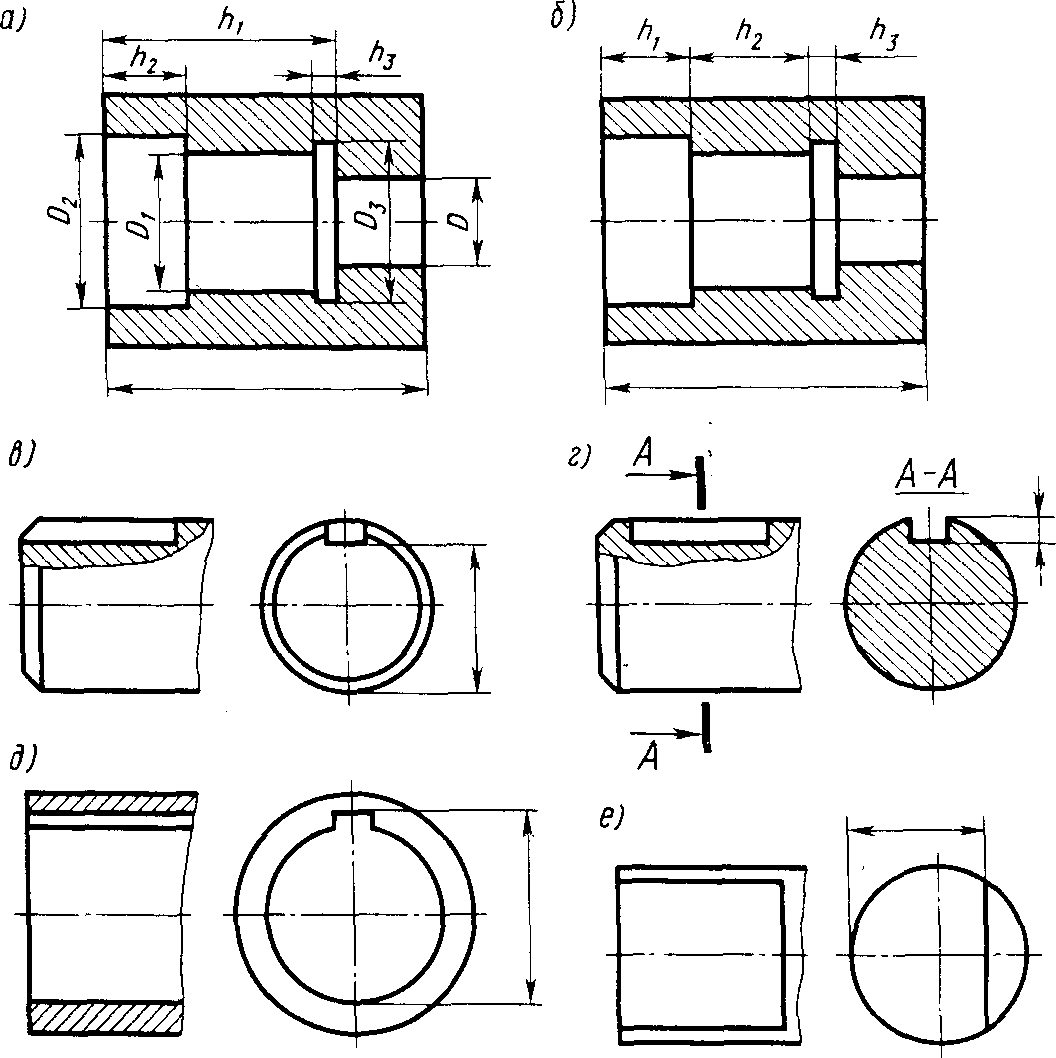 а)
h₁
h₂
h₃
D₂
D₁
D₃
D
б)
h₁
h₂
h₃
в)
г)
А
А
А-А
д)
е)